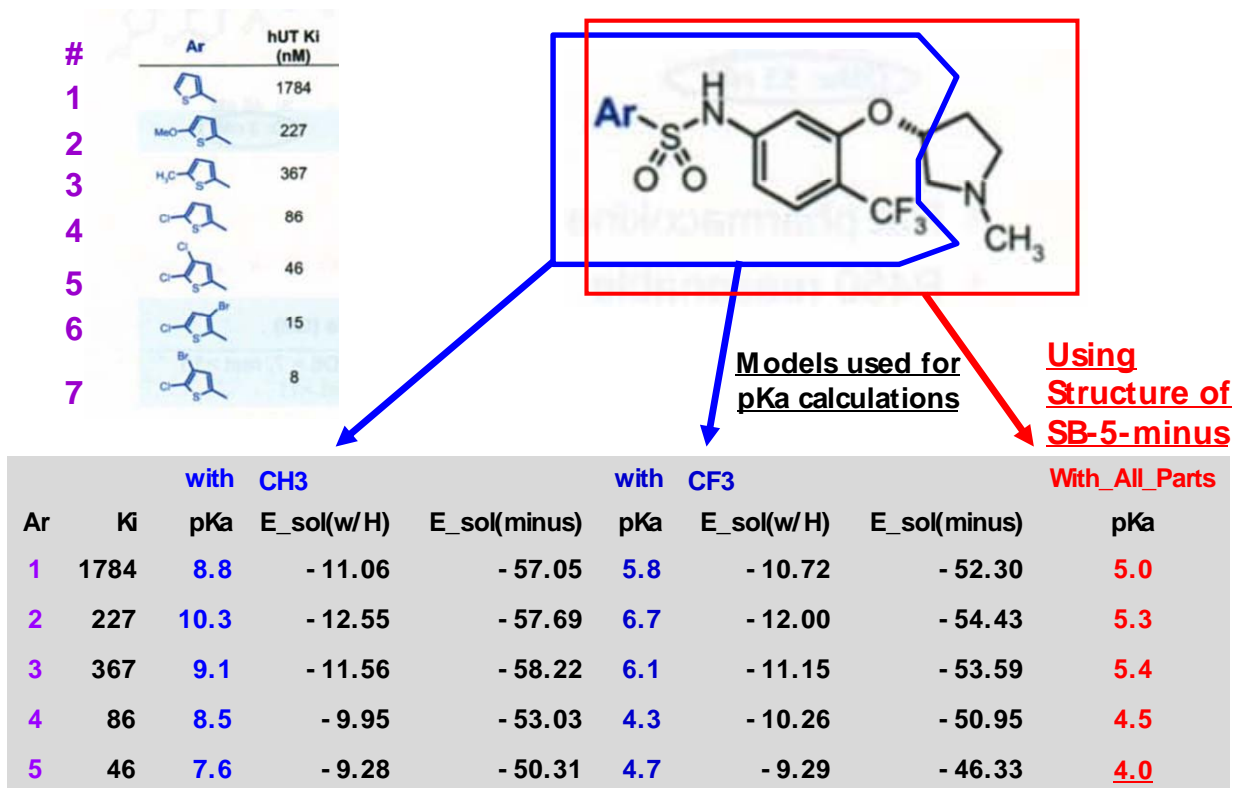 # Ar hUT Ki
(nM)
1 S 1784
2 MeO S 227
3 H₃C S 367
4 Cl S 86
5 Cl Cl S 46
6 Cl S Br 15
7 Br Cl S 8
Ar S O O H N O CF₃ N CH₃
Models used for
pKa calculations
Using
Structure of
SB-5-minus
with CH3 with CF3 With_All_Parts
Ar Ki pKa E_sol(w/H) E_sol(minus) pKa E_sol(w/H) E_sol(minus) pKa
1 1784 8.8 -11.06 -57.05 5.8 -10.72 -52.30 5.0
2 227 10.3 -12.55 -57.69 6.7 -12.00 -54.43 5.3
3 367 9.1 -11.56 -58.22 6.1 -11.15 -53.59 5.4
4 86 8.5 -9.95 -53.03 4.3 -10.26 -50.95 4.5
5 46 7.6 -9.28 -50.31 4.7 -9.29 -46.33 4.0